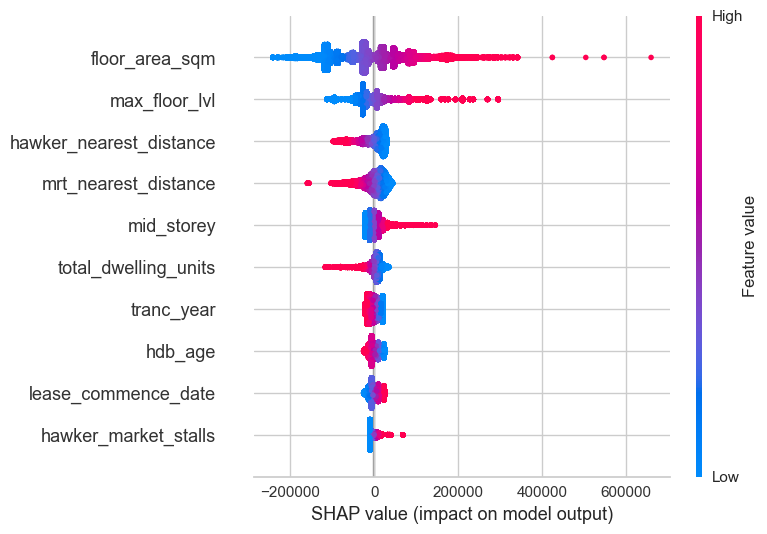 High
floor_area_sqm
max_floor_lvl
hawker_nearest_distance
mrt_nearest_distance
mid_storey
total_dwelling_units
tranc_year
hdb_age
lease_commence_date
hawker_market_stalls
Feature value
Low
−200000 0 200000 400000 600000
SHAP value (impact on model output)